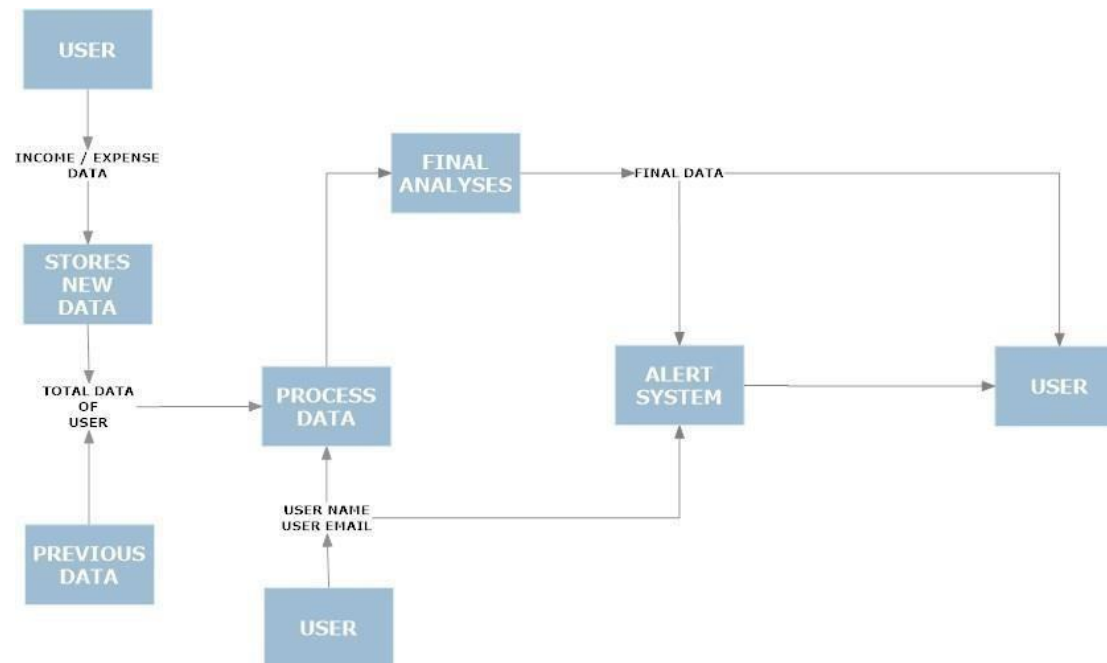 USER
INCOME / EXPENSE
DATA
STORES
NEW
DATA
TOTAL DATA
OF
USER
PREVIOUS
DATA
PROCESS
DATA
USER NAME
USER EMAIL
USER
FINAL
ANALYSES
FINAL DATA
ALERT
SYSTEM
USER